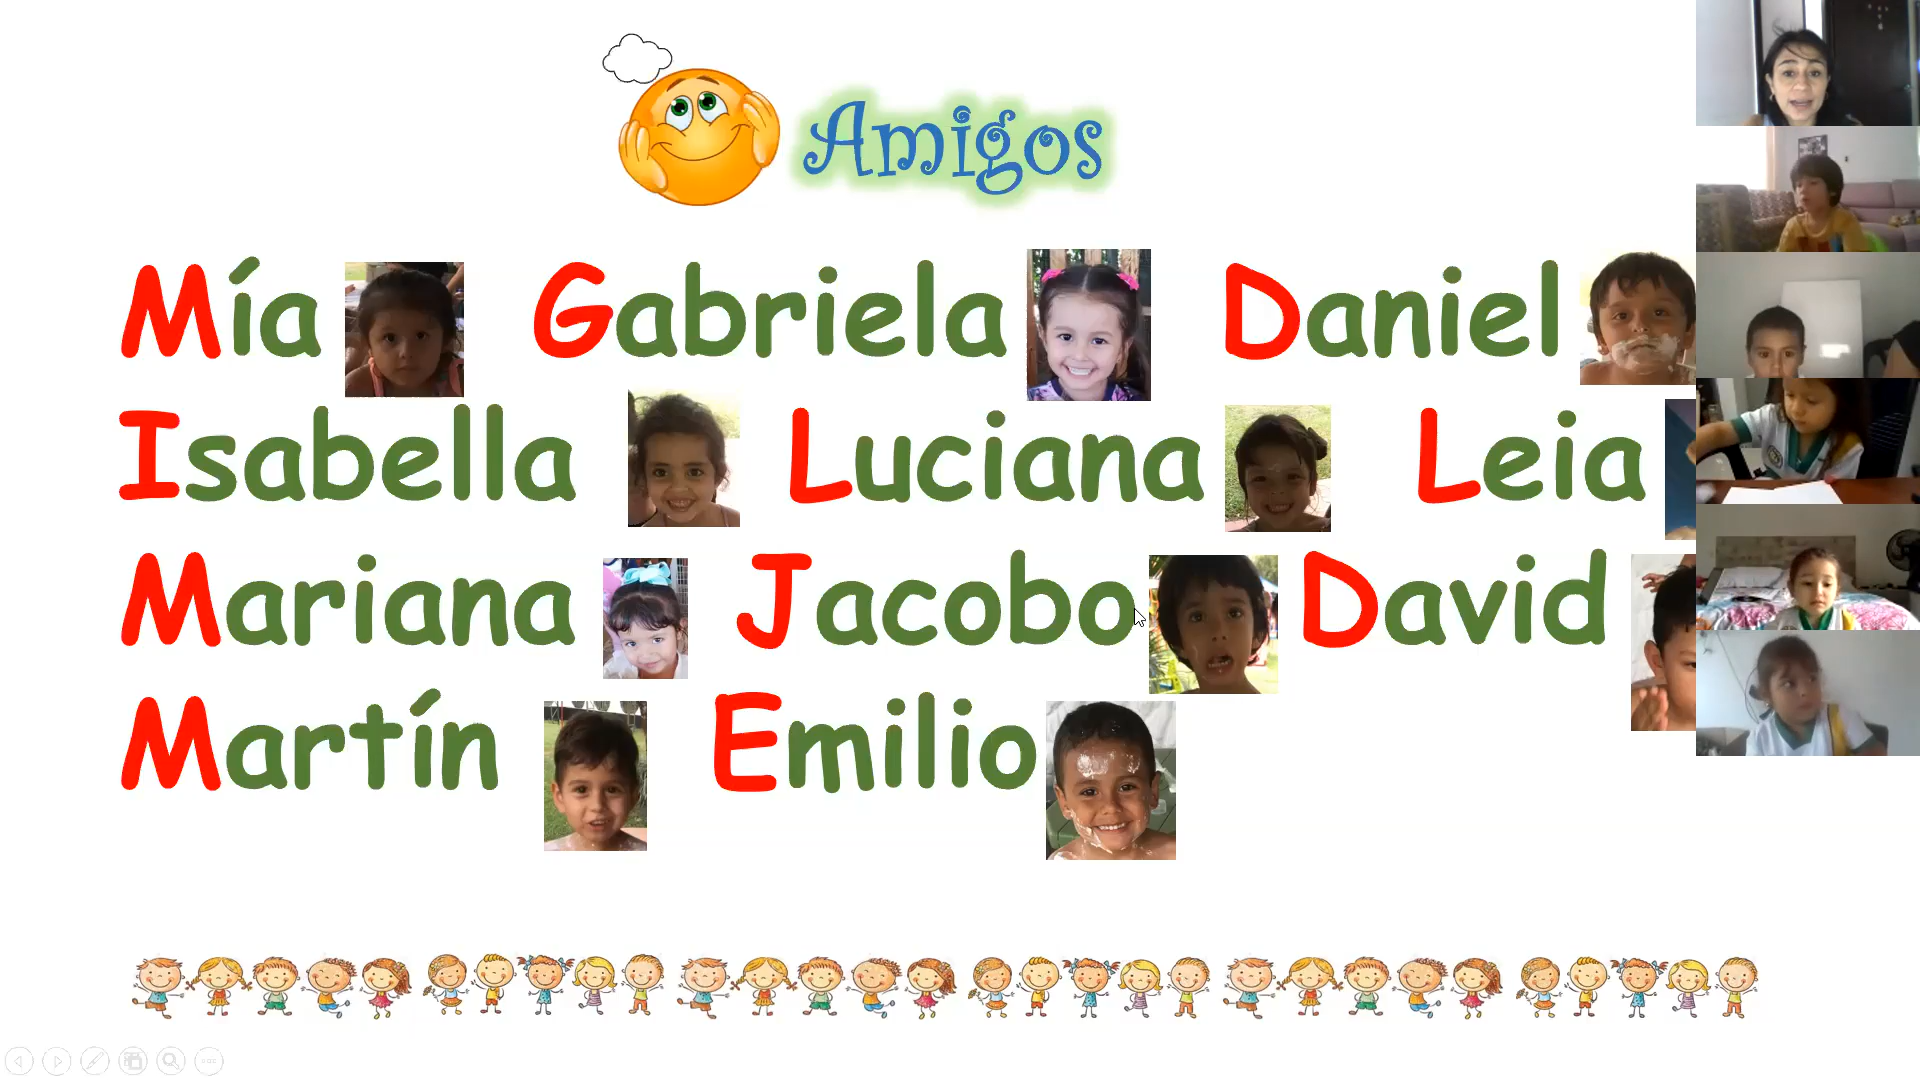 Amigos
Mía Gabriela Daniel
Isabella Luciana Leia
Mariana Jacobo David
Martín Emilio